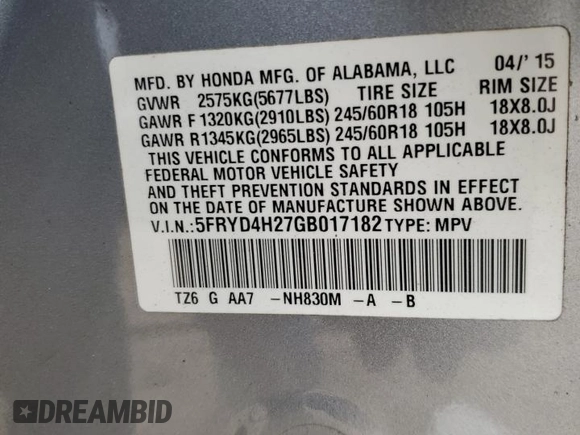 MFD. BY HONDA MFG. OF ALABAMA, LLC 04/' 15
GVWR 2575KG(5677LBS) TIRE SIZE RIM SIZE
GAWR F 1320KG(2910LBS) 245/60R18 105H 18X8.0J
GAWR R1345KG(2965LBS) 245/60R18 105H 18X8.0J
THIS VEHICLE CONFORMS TO ALL APPLICABLE
FEDERAL MOTOR VEHICLE SAFETY
AND THEFT PREVENTION STANDARDS IN EFFECT
ON THE DATE OF MANUFACTURE SHOWN ABOVE.
V.I.N.:5FRYD4H27GB017182 TYPE: MPV
TZ6 G AA7 -NH830M -A -B
DREAMBID